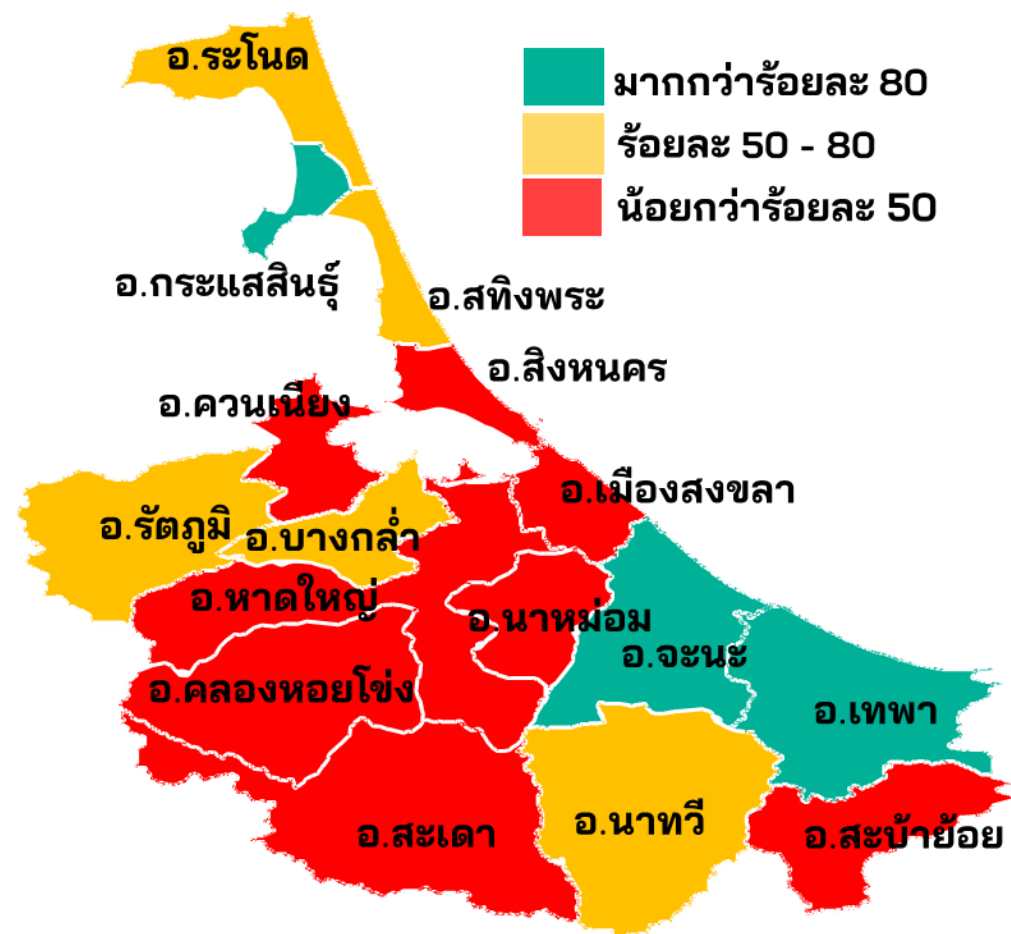 อ.ระโนด
มากกว่าร้อยละ 80
ร้อยละ 50 - 80
น้อยกว่าร้อยละ 50
อ.กระแสสินธุ์
อ.สทิงพระ
อ.สิงหนคร
อ.ควนเนียง
อ.เมืองสงขลา
อ.รัตภูมิ
อ.บางกล่ำ
อ.หาดใหญ่
อ.นาหม่อม
อ.จะนะ
อ.คลองหอยโข่ง
อ.เทพา
อ.นาทวี
อ.สะเดา
อ.สะบ้าย้อย